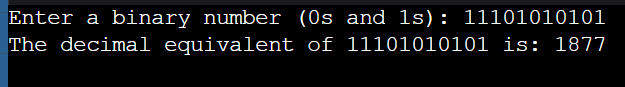 Enter a binary number (0s and 1s): 11101010101
The decimal equivalent of 11101010101 is: 1877